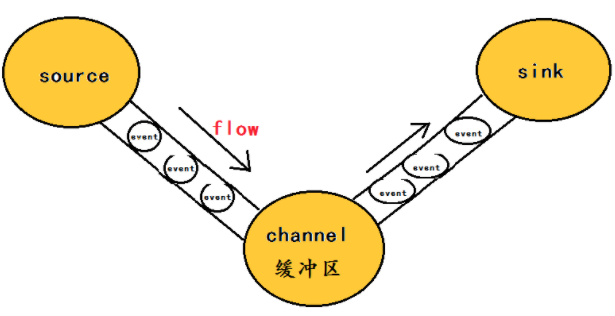 source
sink
flow
event
event
event
event
event
event
channel
缓冲区